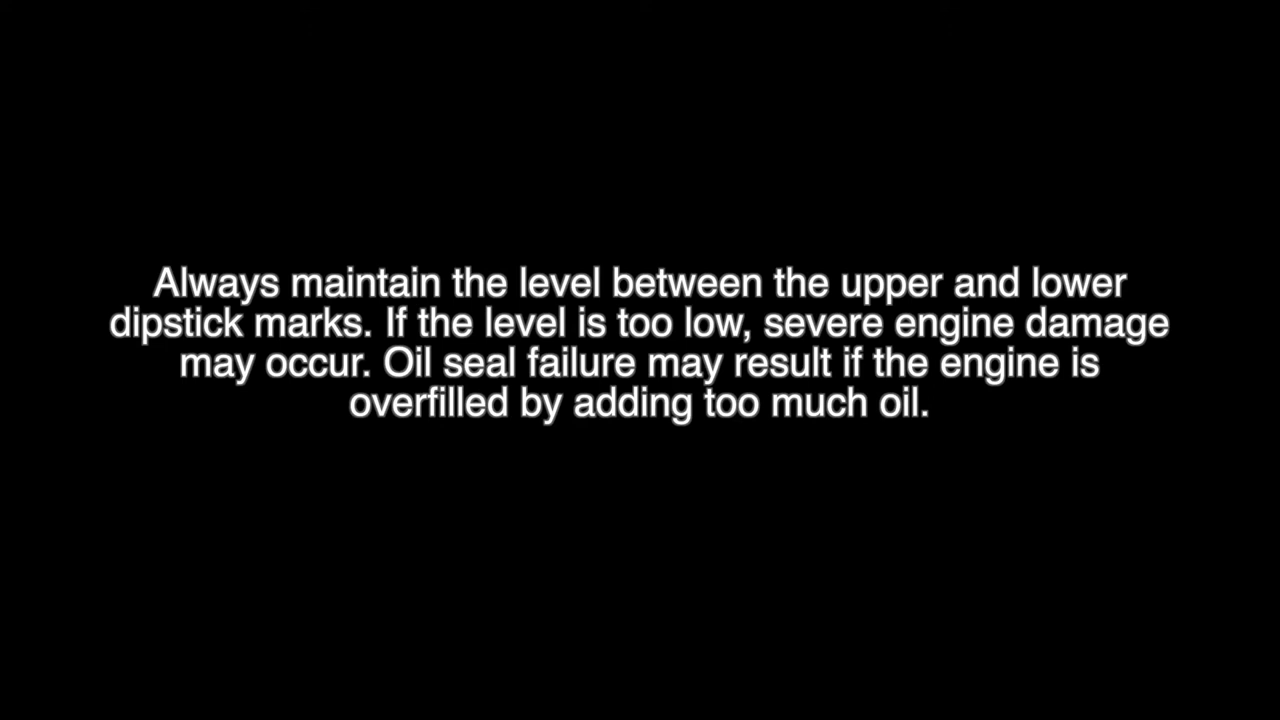 Always maintain the level between the upper and lower
dipstick marks. If the level is too low, severe engine damage
may occur. Oil seal failure may result if the engine is
overfilled by adding too much oil.